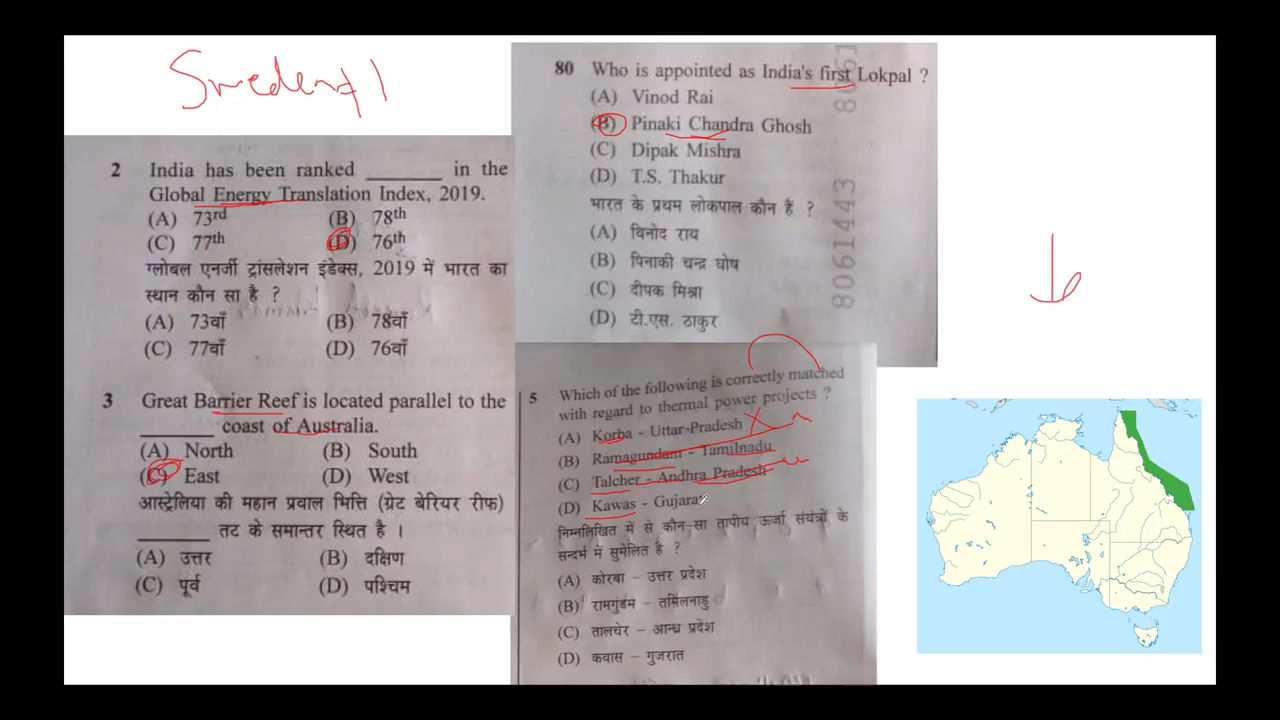 Sweden 1
2 India has been ranked ______ in the
Global Energy Translation Index, 2019.
(A) 73rd (B) 78th
(C) 77th (D) 76th
ग्लोबल एनर्जी ट्रांसलेशन इंडेक्स, 2019 में भारत का
स्थान कौन सा है ?
(A) 73वाँ (B) 78वाँ
(C) 77वाँ (D) 76वाँ
3 Great Barrier Reef is located parallel to the
______ coast of Australia.
(A) North (B) South
(C) East (D) West
आस्ट्रेलिया की महान प्रवाल भित्ति (ग्रेट बेरियर रीफ)
______ तट के समान्तर स्थित है ।
(A) उत्तर (B) दक्षिण
(C) पूर्व (D) पश्चिम
80 Who is appointed as India's first Lokpal ?
(A) Vinod Rai
(B) Pinaki Chandra Ghosh
(C) Dipak Mishra
(D) T.S. Thakur
भारत के प्रथम लोकपाल कौन हैं ?
(A) विनोद राय
(B) पिनाकी चन्द्र घोष
(C) दीपक मिश्रा
(D) टी.एस. ठाकुर
8061443
8061
5 Which of the following is correctly matched
with regard to thermal power projects ?
(A) Korba - Uttar-Pradesh
(B) Ramagundam - Tamilnadu
(C) Talcher - Andhra Pradesh
(D) Kawas - Gujarat
निम्नलिखित में से कौन-सा तापीय ऊर्जा संयंत्रों के
सन्दर्भ में सुमेलित है ?
(A) कोरबा - उत्तर प्रदेश
(B) रामगुंडम - तमिलनाडु
(C) तालचेर - आन्ध्र प्रदेश
(D) कवास - गुजरात